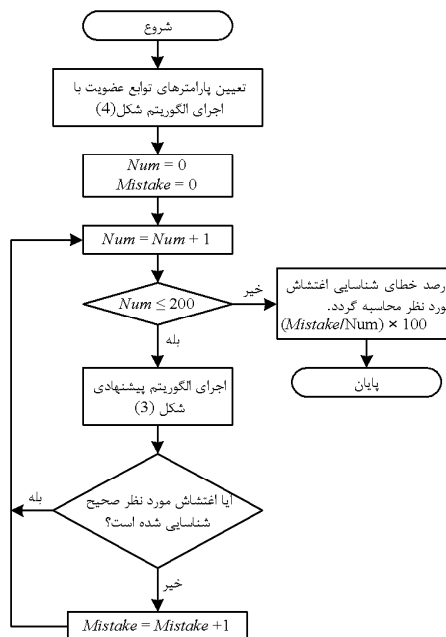 شروع
تعیین پارامترهای توابع عضویت با
اجرای الگوریتم شکل(4)
Num = 0
Mistake = 0
Num = Num + 1
Num ≤ 200
خیر
بله
رصد خطای شناسایی اغتشاش
ورد نظر محاسبه گردد.
(Mistake/Num) × 100
پایان
اجرای الگوریتم پیشنهادی
شکل (3)
آیا اغتشاش مورد نظر صحیح
شناسایی شده است؟
بله
خیر
Mistake = Mistake +1